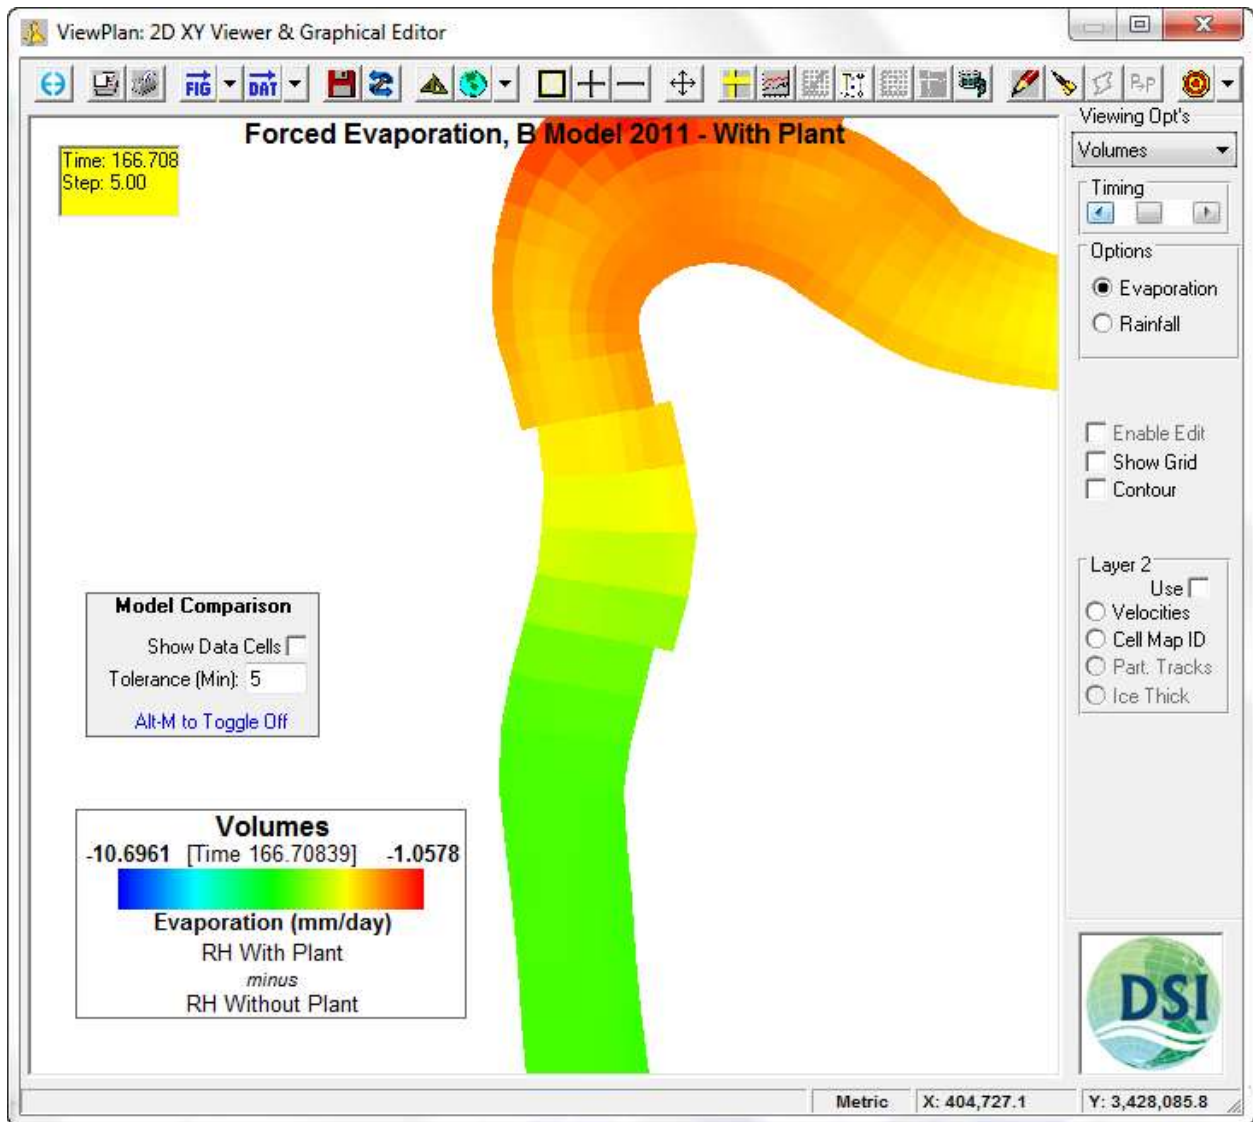 ViewPlan: 2D XY Viewer & Graphical Editor
FIG
DAT
Viewing Opt's
Forced Evaporation, B Model 2011 - With Plant
Volumes
Time: 166.708
Step: 5.00
Timing
Options
Evaporation
Rainfall
Enable Edit
Show Grid
Contour
Layer 2
Use
Velocities
Cell Map ID
Part. Tracks
Ice Thick
Model Comparison
Show Data Cells
Tolerance (Min): 5
Alt-M to Toggle Off
Volumes
-10.6961 [Time 166.70839] -1.0578
Evaporation (mm/day)
RH With Plant
minus
RH Without Plant
DSI
Metric X: 404,727.1 Y: 3,428,085.8